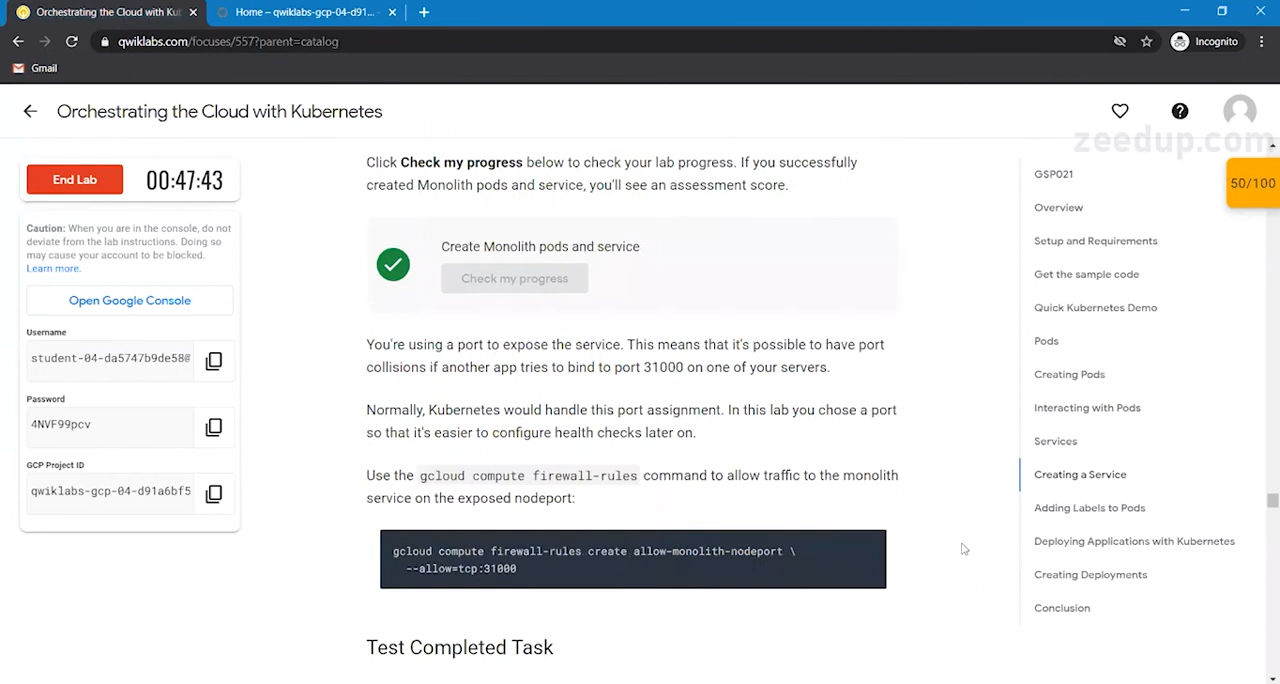 Orchestrating the Cloud with Kut
Home – qwiklabs-gcp-04-d91...
qwiklabs.com/focuses/557?parent=catalog
Incognito
Gmail
Orchestrating the Cloud with Kubernetes
zeedup.com
End Lab
00:47:43
50/100
Caution: When you are in the console, do not
deviate from the lab instructions. Doing so
may cause your account to be blocked.
Learn more.
Open Google Console
Username
student-04-da5747b9de58@
Password
4NVF99pcv
GCP Project ID
qwiklabs-gcp-04-d91a6bf5
Click Check my progress below to check your lab progress. If you successfully
created Monolith pods and service, you'll see an assessment score.
Create Monolith pods and service
Check my progress
You're using a port to expose the service. This means that it's possible to have port
collisions if another app tries to bind to port 31000 on one of your servers.
Normally, Kubernetes would handle this port assignment. In this lab you chose a port
so that it's easier to configure health checks later on.
Use the gcloud compute firewall-rules command to allow traffic to the monolith
service on the exposed nodeport:
gcloud compute firewall-rules create allow-monolith-nodeport \
--allow=tcp:31000
Test Completed Task
GSP021
Overview
Setup and Requirements
Get the sample code
Quick Kubernetes Demo
Pods
Creating Pods
Interacting with Pods
Services
Creating a Service
Adding Labels to Pods
Deploying Applications with Kubernetes
Creating Deployments
Conclusion